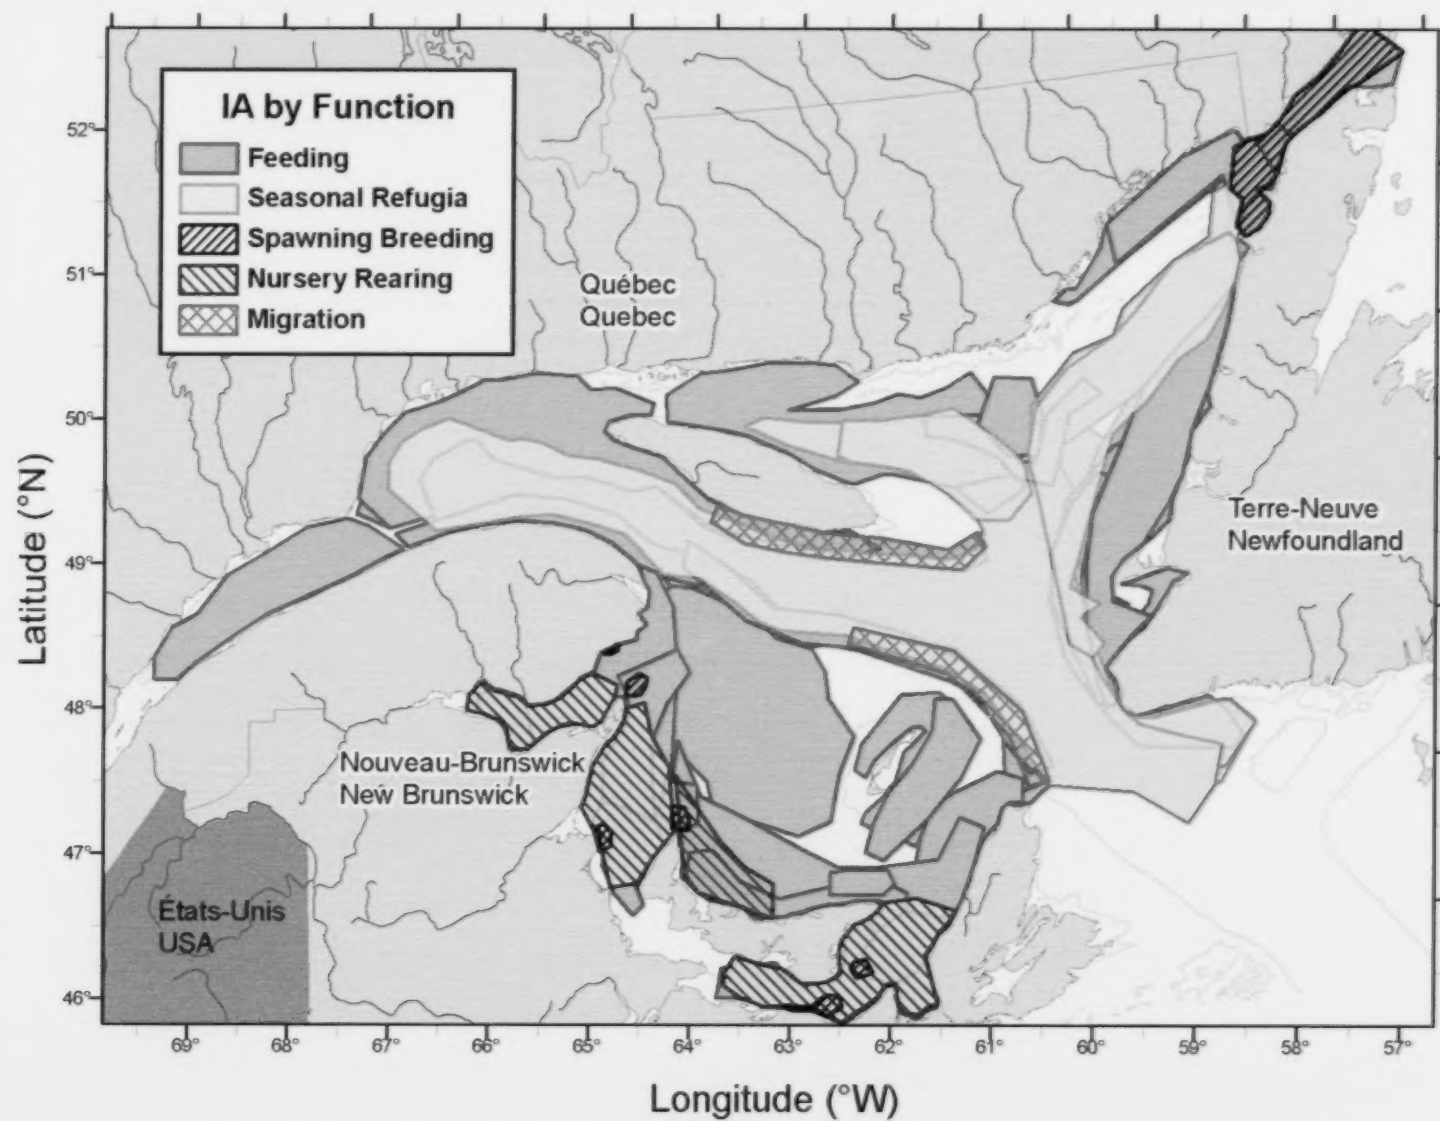 IA by Function
Feeding
Seasonal Refugia
Spawning Breeding
Nursery Rearing
Migration
52°
51°
50°
49°
48°
47°
46°
Latitude (°N)
Québec
Quebec
Terre-Neuve
Newfoundland
Nouveau-Brunswick
New Brunswick
États-Unis
USA
69° 68° 67° 66° 65° 64° 63° 62° 61° 60° 59° 58° 57°
Longitude (°W)